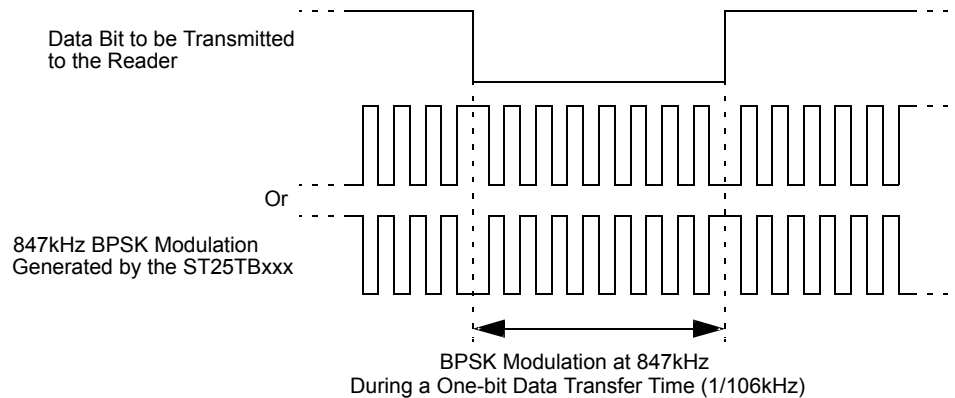 Data Bit to be Transmitted
to the Reader
Or
847kHz BPSK Modulation
Generated by the ST25TBxxx
BPSK Modulation at 847kHz
During a One-bit Data Transfer Time (1/106kHz)